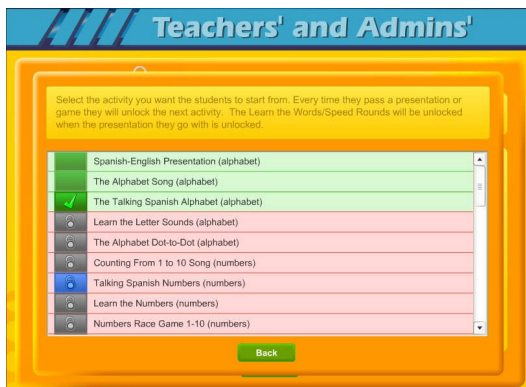 Teachers' and Admins'
Select the activity you want the students to start from. Every time they pass a presentation or
game they will unlock the next activity. The Learn the Words/Speed Rounds will be unlocked
when the presentation they go with is unlocked.
Spanish-English Presentation (alphabet)
The Alphabet Song (alphabet)
The Talking Spanish Alphabet (alphabet)
Learn the Letter Sounds (alphabet)
The Alphabet Dot-to-Dot (alphabet)
Counting From 1 to 10 Song (numbers)
Talking Spanish Numbers (numbers)
Learn the Numbers (numbers)
Numbers Race Game 1-10 (numbers)
Back